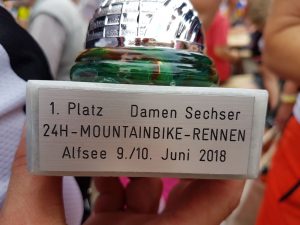 1. Platz Damen Sechser
24H-MOUNTAINBIKE-RENNEN
Alfsee 9./10. Juni 2018